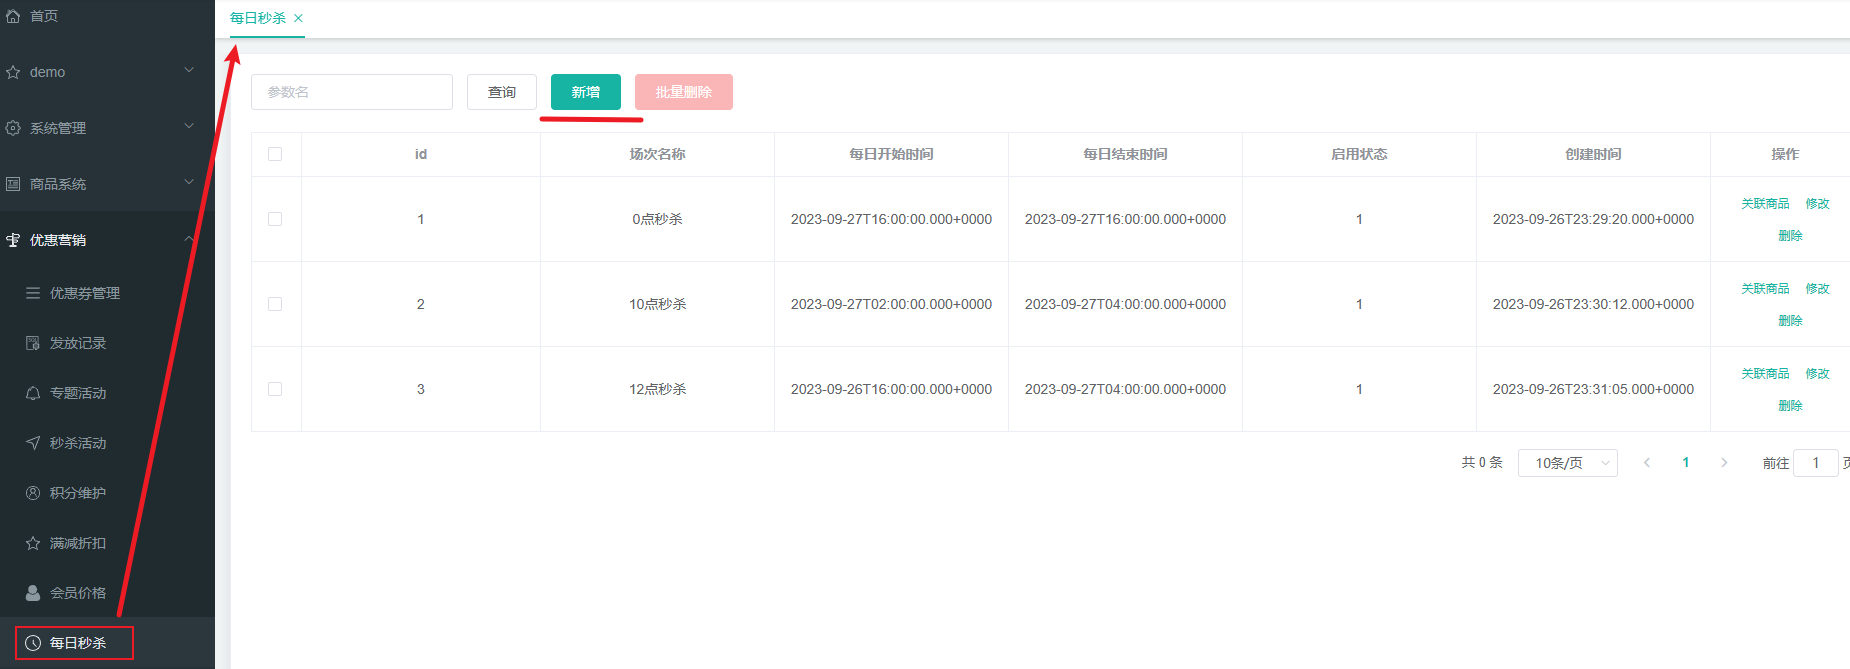 首页
demo
系统管理
商品系统
优惠营销
优惠券管理
发放记录
专题活动
秒杀活动
积分维护
满减折扣
会员价格
每日秒杀
每日秒杀 ×
参数名 查询 新增 批量删除
id 场次名称 每日开始时间 每日结束时间 启用状态 创建时间 操作
1 0点秒杀 2023-09-27T16:00:00.000+0000 2023-09-27T16:00:00.000+0000 1 2023-09-26T23:29:20.000+0000 关联商品 修改
删除
2 10点秒杀 2023-09-27T02:00:00.000+0000 2023-09-27T04:00:00.000+0000 1 2023-09-26T23:30:12.000+0000 关联商品 修改
删除
3 12点秒杀 2023-09-26T16:00:00.000+0000 2023-09-27T04:00:00.000+0000 1 2023-09-26T23:31:05.000+0000 关联商品 修改
删除
共 0 条 10条/页 < 1 > 前往 1